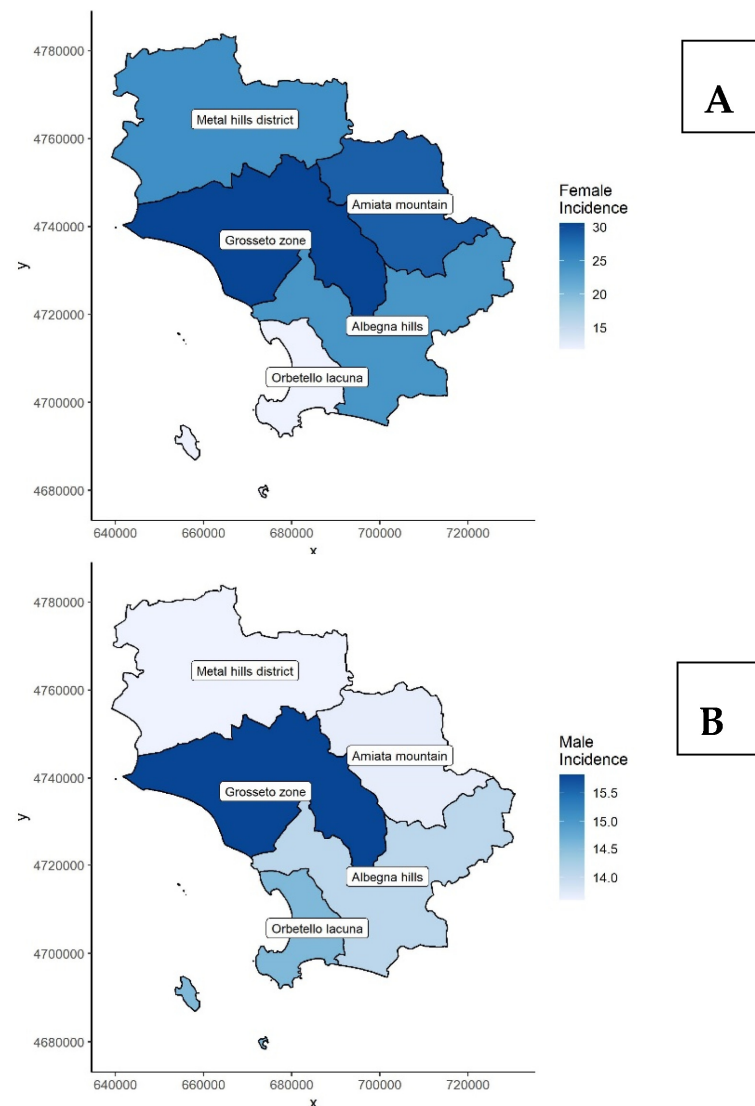 A
4780000
4760000
4740000
4720000
4700000
4680000
y
Metal hills district
Amiata mountain
Grosseto zone
Albegna hills
Orbetello lacuna
640000 660000 680000 700000 720000
x
Female
Incidence
30
25
20
15
B
4780000
4760000
4740000
4720000
4700000
4680000
y
Metal hills district
Amiata mountain
Grosseto zone
Albegna hills
Orbetello lacuna
640000 660000 680000 700000 720000
x
Male
Incidence
15.5
15.0
14.5
14.0